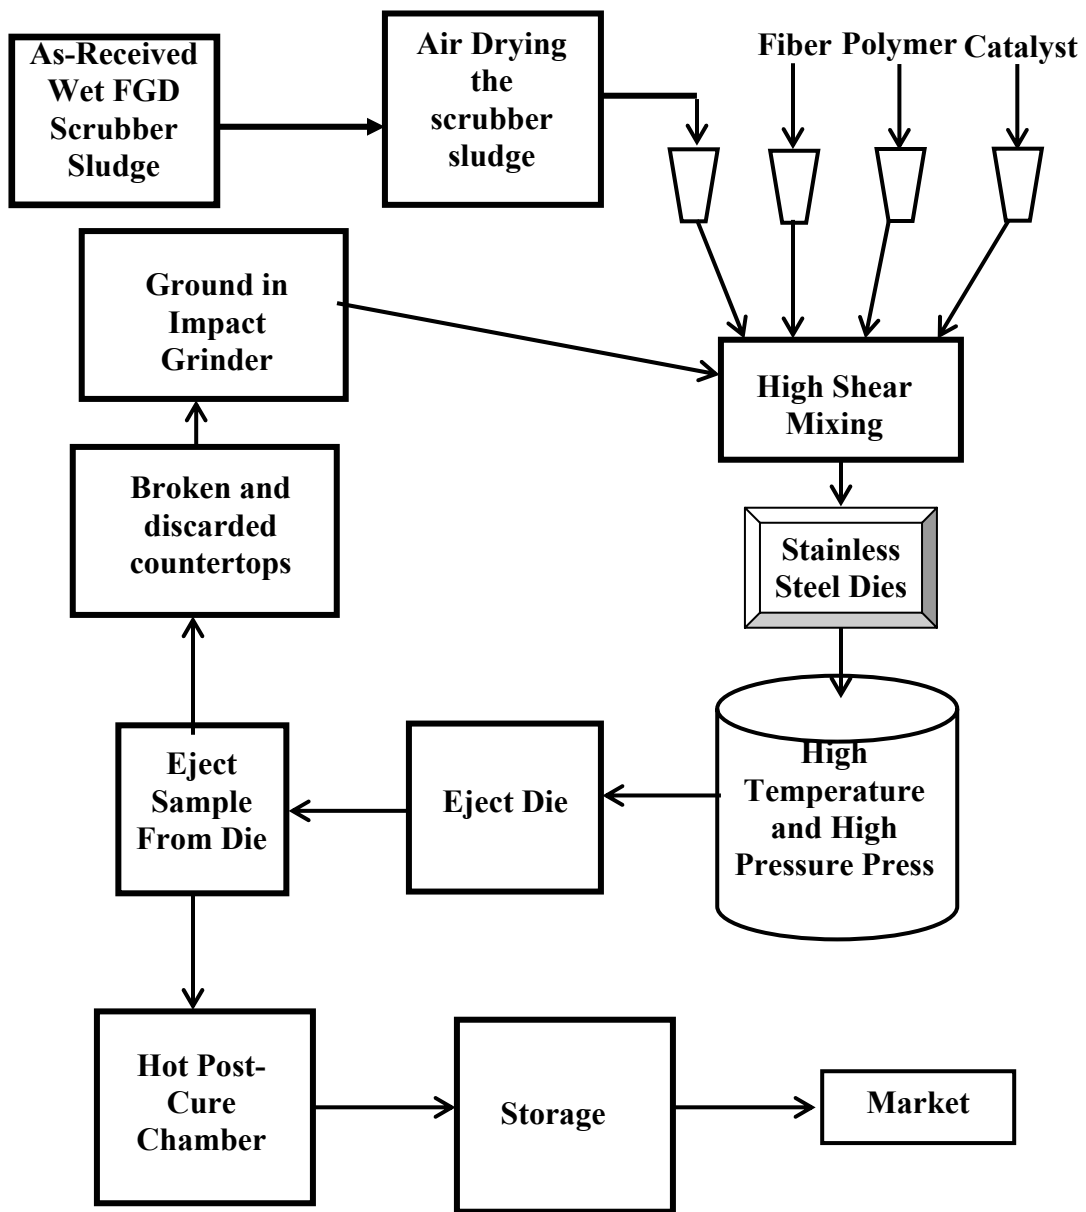 As-Received
Wet FGD
Scrubber
Sludge
Air Drying
the
scrubber
sludge
Fiber Polymer Catalyst
Ground in
Impact
Grinder
High Shear
Mixing
Broken and
discarded
countertops
Stainless
Steel Dies
Eject
Sample
From Die
Eject Die
High
Temperature
and High
Pressure Press
Hot Post-
Cure
Chamber
Storage
Market